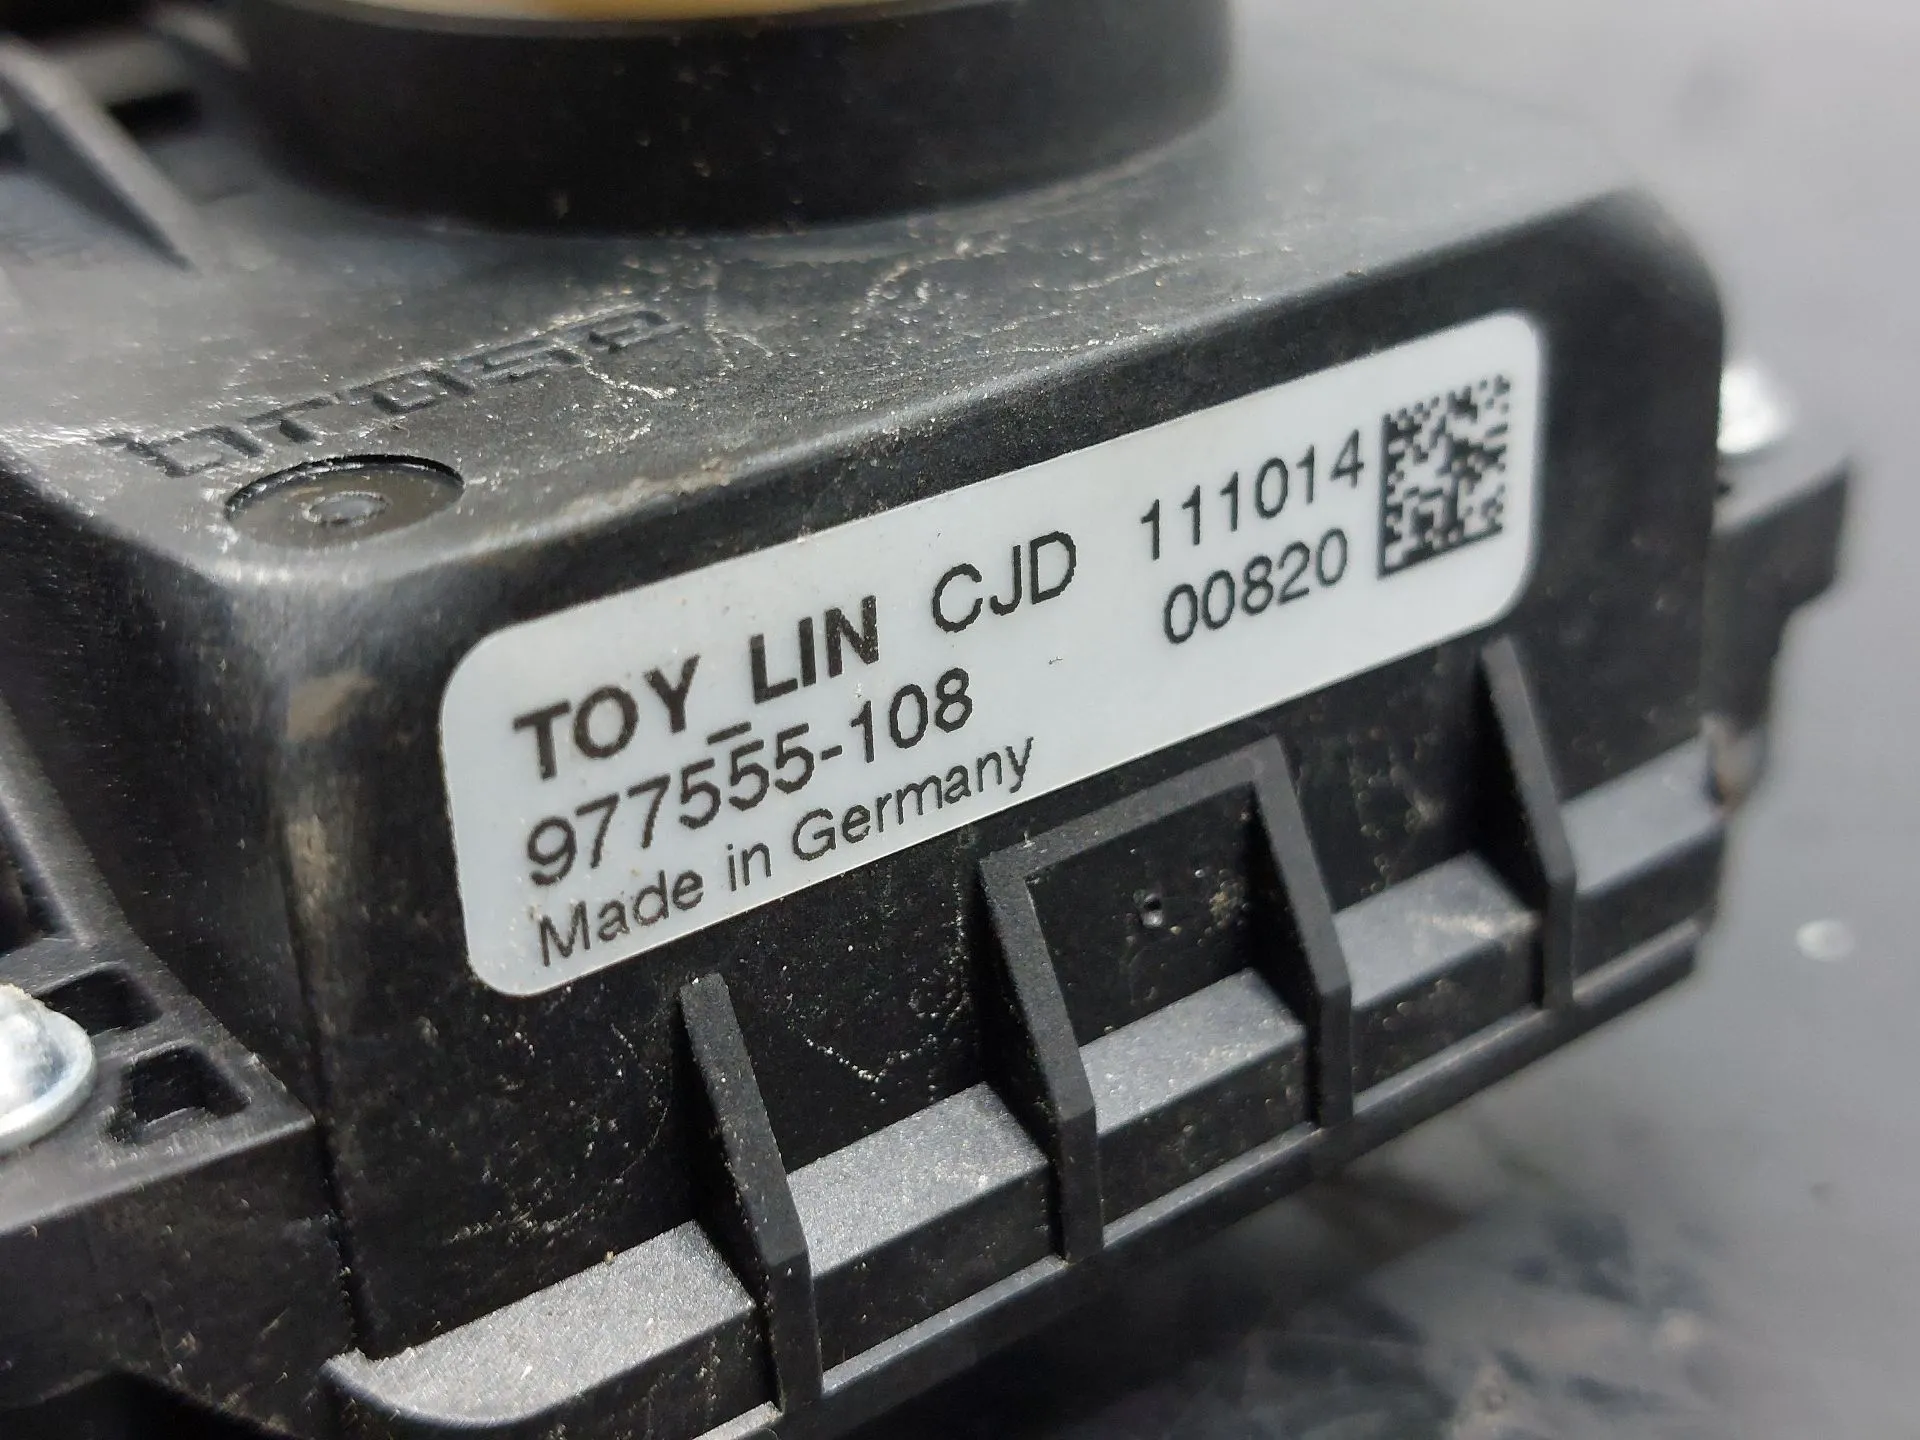 brose
TOY_LIN CJD 111014
977555-108 00820
Made in Germany